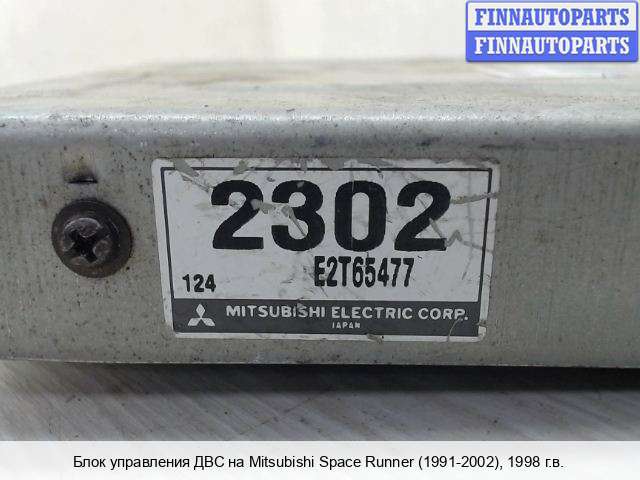 FINNAUTOPARTS
FINNAUTOPARTS
2302
124 E2T65477
MITSUBISHI ELECTRIC CORP.
JAPAN
Блок управления ДВС на Mitsubishi Space Runner (1991-2002), 1998 г.в.